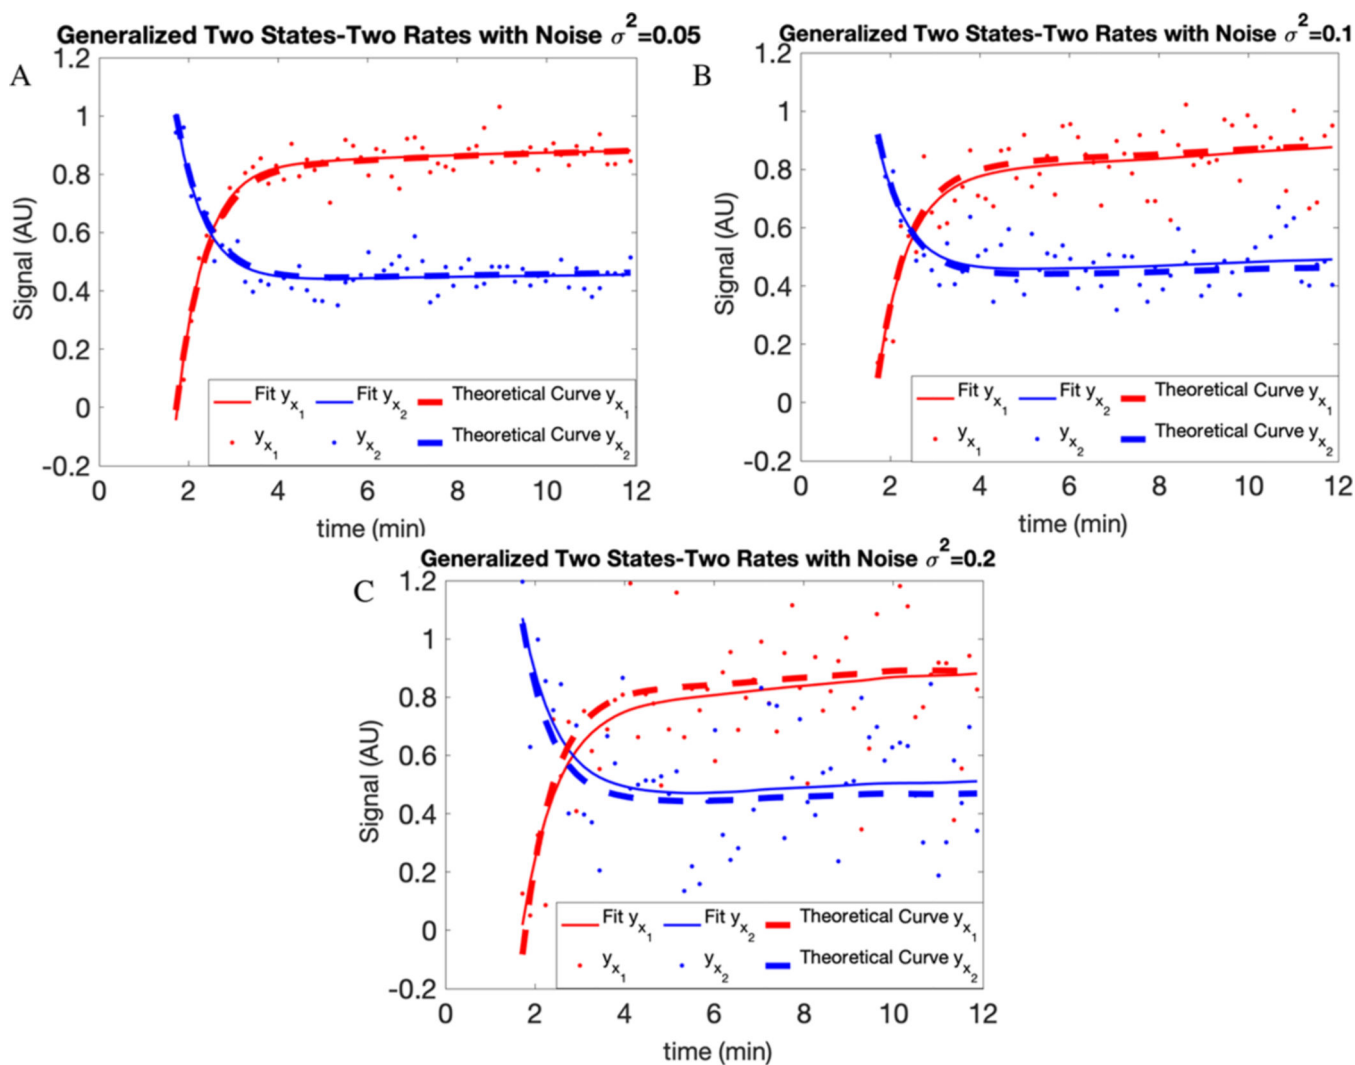 Generalized Two States-Two Rates with Noise σ²=0.05
A
1.2
1
0.8
0.6
0.4
0.2
0
-0.2
Signal (AU)
Fit yx₁ Fit yx₂ Theoretical Curve yx₁
yx₁ yx₂ Theoretical Curve yx₂
0 2 4 6 8 10 12
time (min)
Generalized Two States-Two Rates with Noise σ²=0.1
B
1.2
1
0.8
0.6
0.4
0.2
0
-0.2
Signal (AU)
Fit yx₁ Fit yx₂ Theoretical Curve yx₁
yx₁ yx₂ Theoretical Curve yx₂
0 2 4 6 8 10 12
time (min)
Generalized Two States-Two Rates with Noise σ²=0.2
C
1.2
1
0.8
0.6
0.4
0.2
0
-0.2
Signal (AU)
Fit yx₁ Fit yx₂ Theoretical Curve yx₁
yx₁ yx₂ Theoretical Curve yx₂
0 2 4 6 8 10 12
time (min)